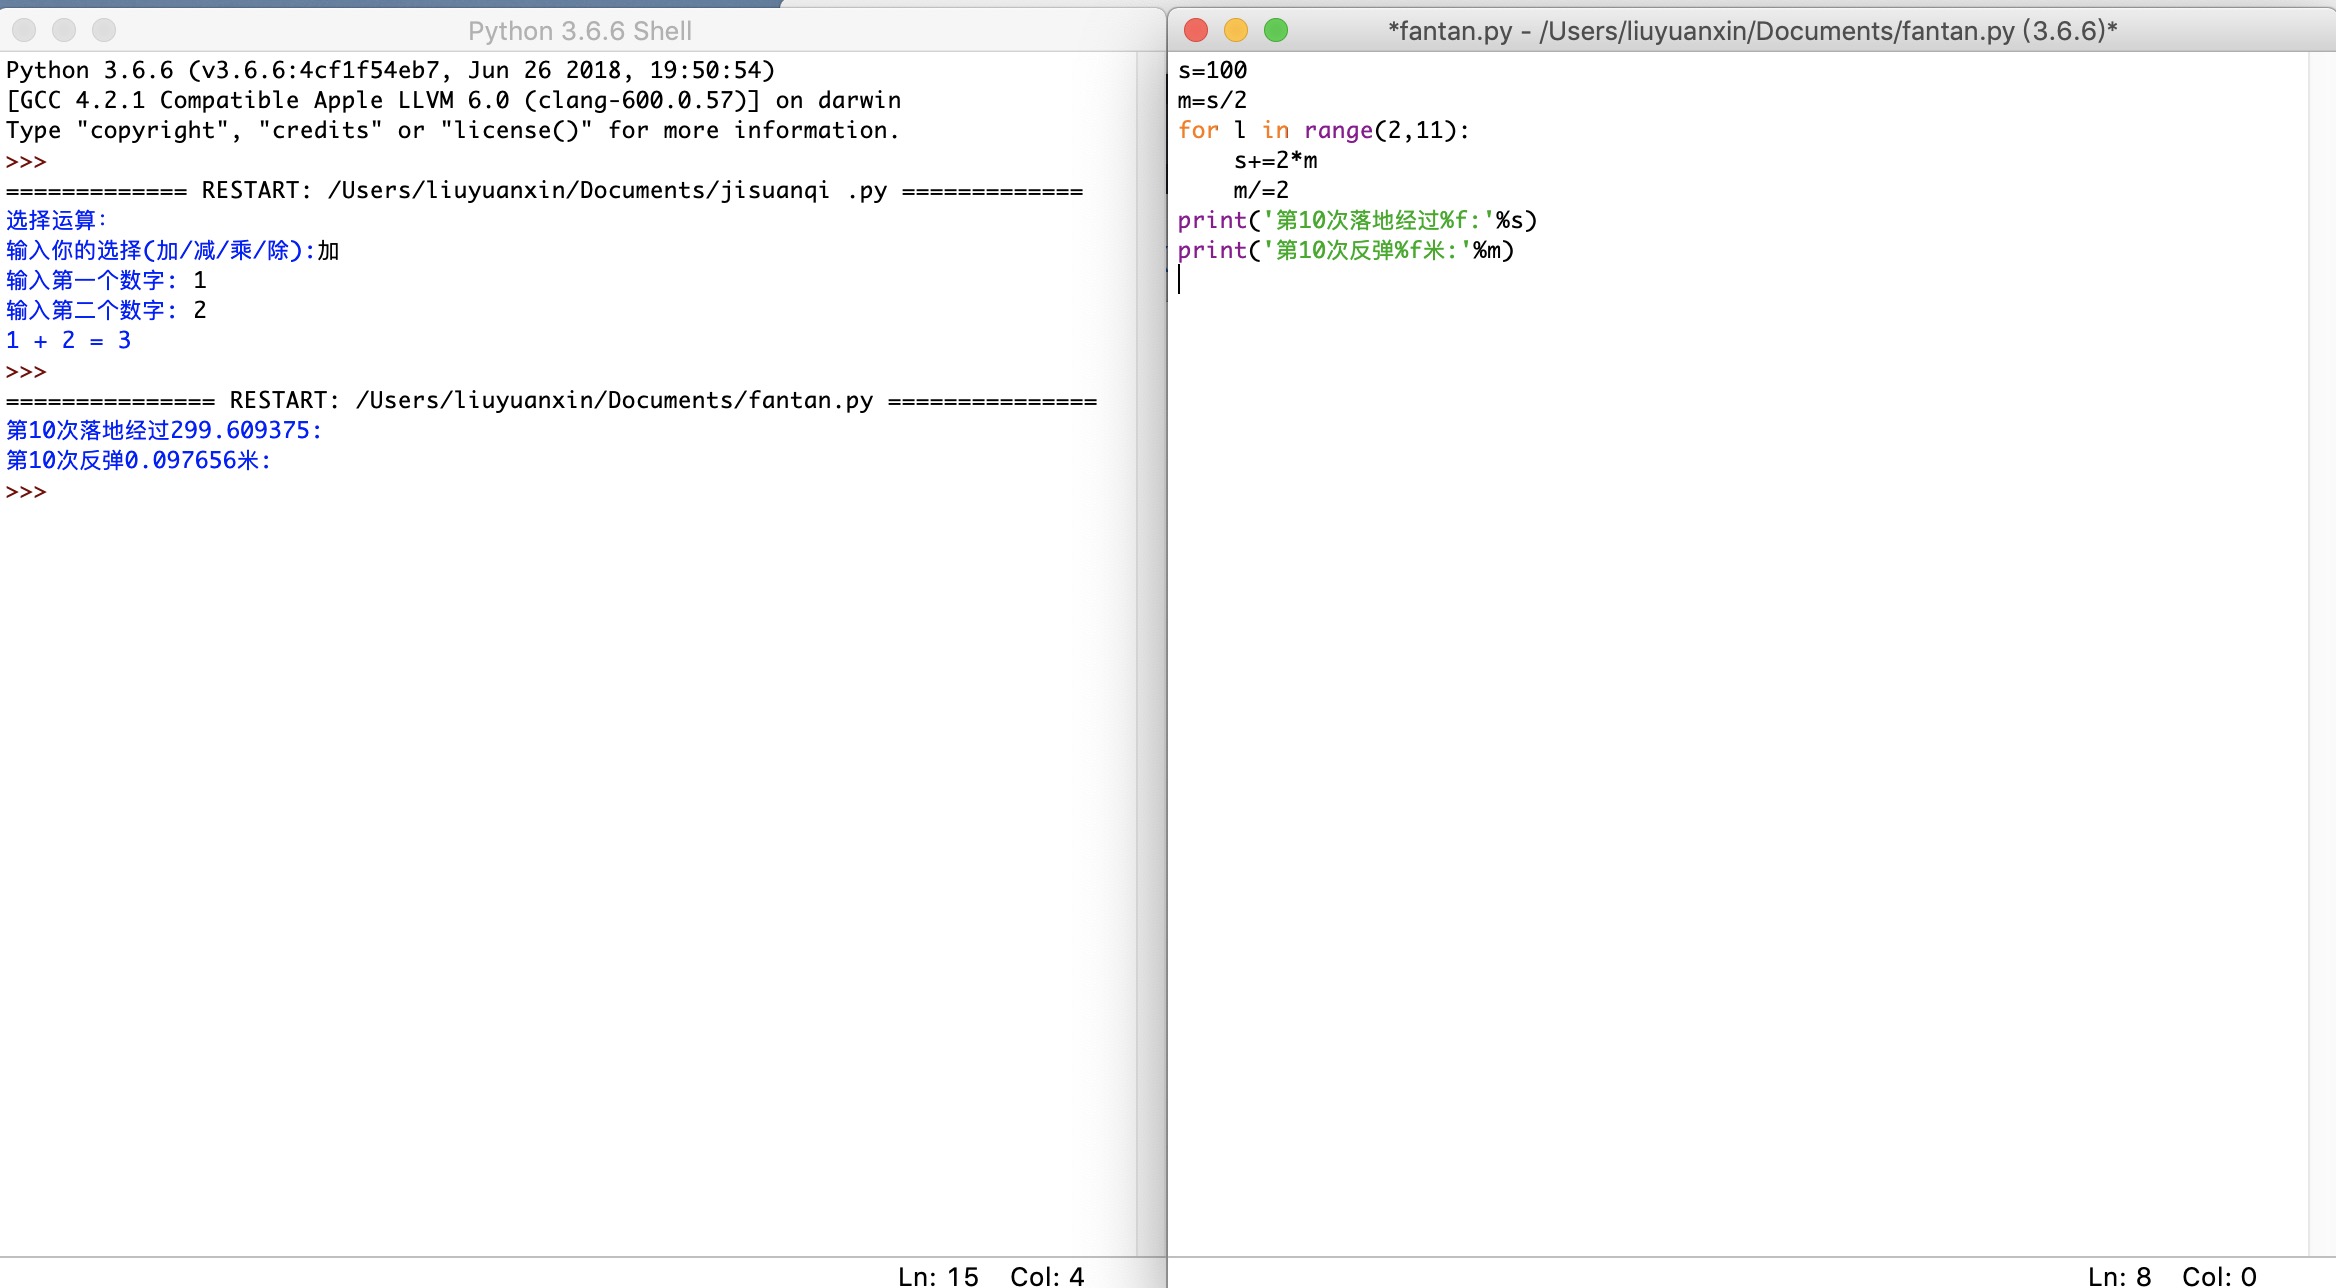 Python 3.6.6 Shell
Python 3.6.6 (v3.6.6:4cf1f54eb7, Jun 26 2018, 19:50:54)
[GCC 4.2.1 Compatible Apple LLVM 6.0 (clang-600.0.57)] on darwin
Type "copyright", "credits" or "license()" for more information.
>>>
============= RESTART: /Users/liuyuanxin/Documents/jisuanqi .py =============
选择运算：
输入你的选择(加/减/乘/除):加
输入第一个数字: 1
输入第二个数字: 2
1 + 2 = 3
>>>
=============== RESTART: /Users/liuyuanxin/Documents/fantan.py ===============
第10次落地经过299.609375:
第10次反弹0.097656米:
>>>
Ln: 15 Col: 4
*fantan.py - /Users/liuyuanxin/Documents/fantan.py (3.6.6)*
s=100
m=s/2
for l in range(2,11):
    s+=2*m
    m/=2
print('第10次落地经过%f:'%s)
print('第10次反弹%f米:'%m)
Ln: 8 Col: 0